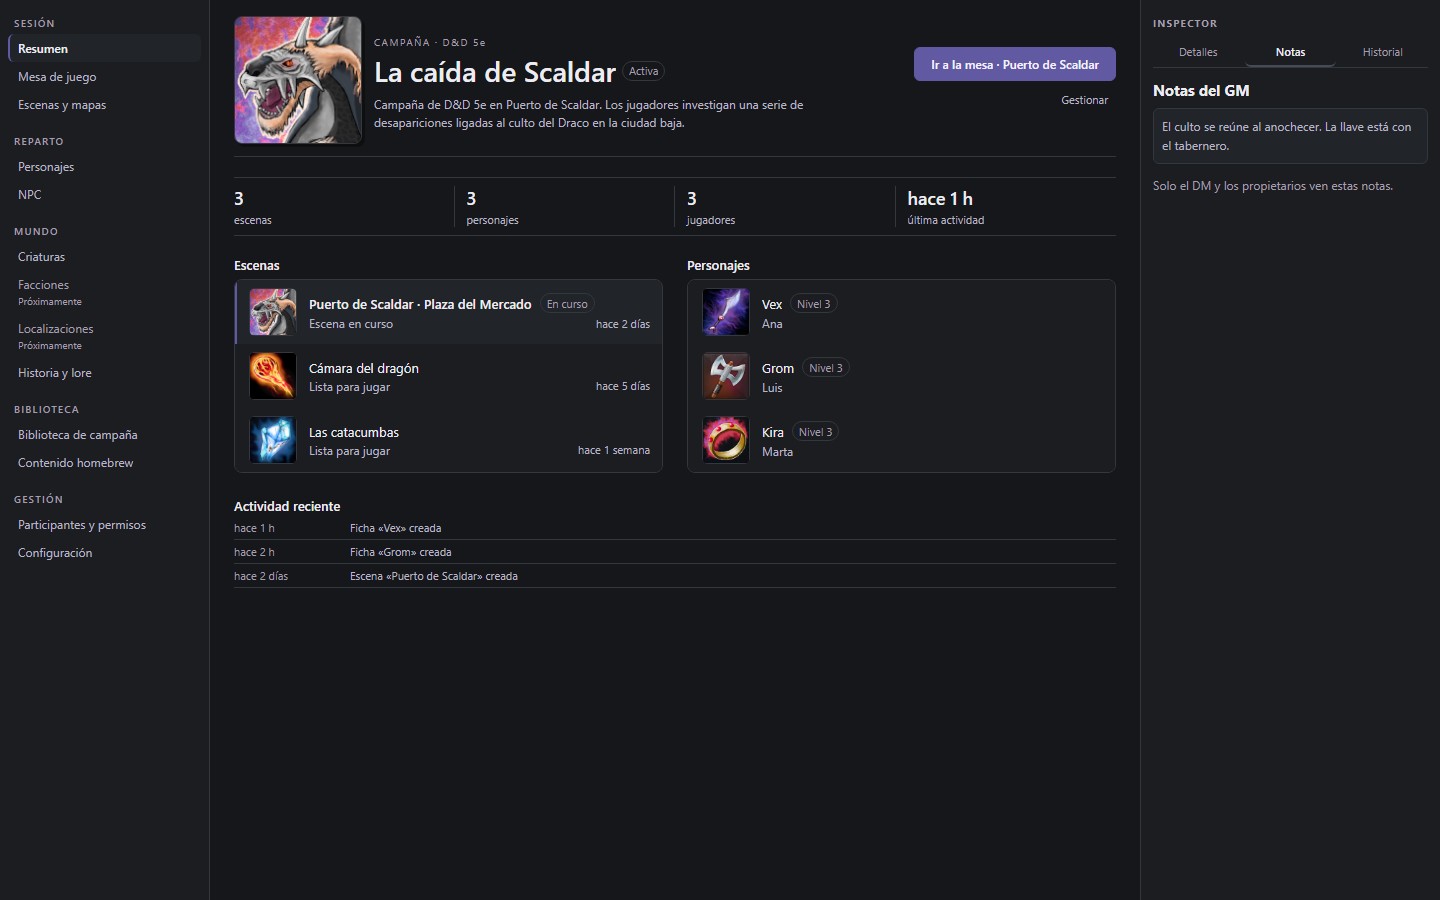 SESIÓN
Resumen
Mesa de juego
Escenas y mapas
REPARTO
Personajes
NPC
MUNDO
Criaturas
Facciones
Próximamente
Localizaciones
Próximamente
Historia y lore
BIBLIOTECA
Biblioteca de campaña
Contenido homebrew
GESTIÓN
Participantes y permisos
Configuración
CAMPAÑA · D&D 5e
La caída de Scaldar Activa
Campaña de D&D 5e en Puerto de Scaldar. Los jugadores investigan una serie de
desapariciones ligadas al culto del Draco en la ciudad baja.
Ir a la mesa · Puerto de Scaldar
Gestionar
3
escenas
3
personajes
3
jugadores
hace 1 h
última actividad
Escenas
Puerto de Scaldar · Plaza del Mercado En curso
Escena en curso hace 2 días
Cámara del dragón
Lista para jugar hace 5 días
Las catacumbas
Lista para jugar hace 1 semana
Personajes
Vex Nivel 3
Ana
Grom Nivel 3
Luis
Kira Nivel 3
Marta
Actividad reciente
hace 1 h Ficha «Vex» creada
hace 2 h Ficha «Grom» creada
hace 2 días Escena «Puerto de Scaldar» creada
INSPECTOR
Detalles Notas Historial
Notas del GM
El culto se reúne al anochecer. La llave está con
el tabernero.
Solo el DM y los propietarios ven estas notas.